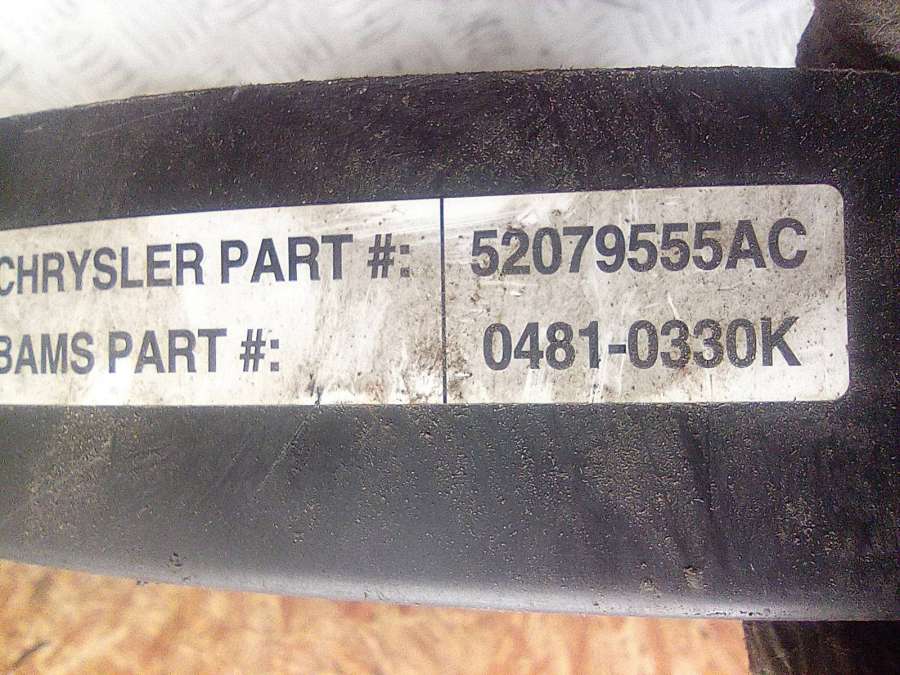 CHRYSLER PART #: 52079555AC
BAMS PART #: 0481-0330K